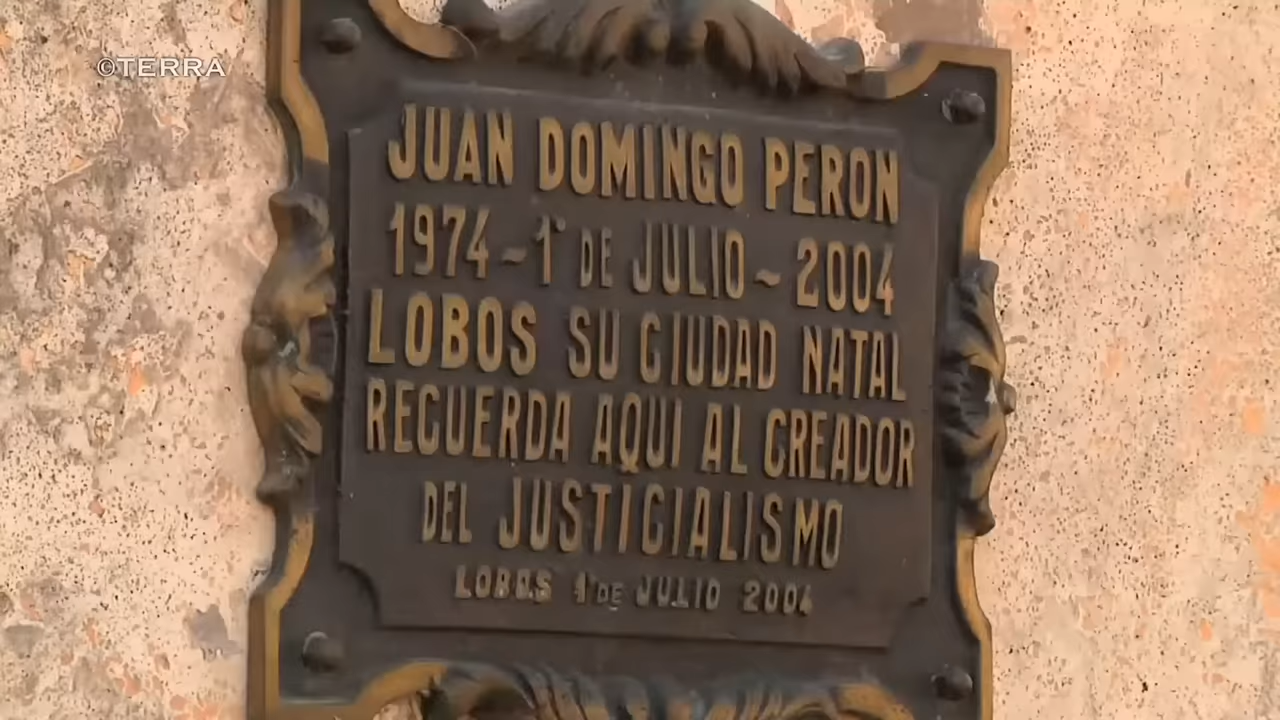 ©TERRA
JUAN DOMINGO PERON
1974 ~ 1° DE JULIO ~ 2004
LOBOS SU CIUDAD NATAL
RECUERDA AQUI AL CREADOR
DEL JUSTICIALISMO
LOBOS 1° DE JULIO 2004